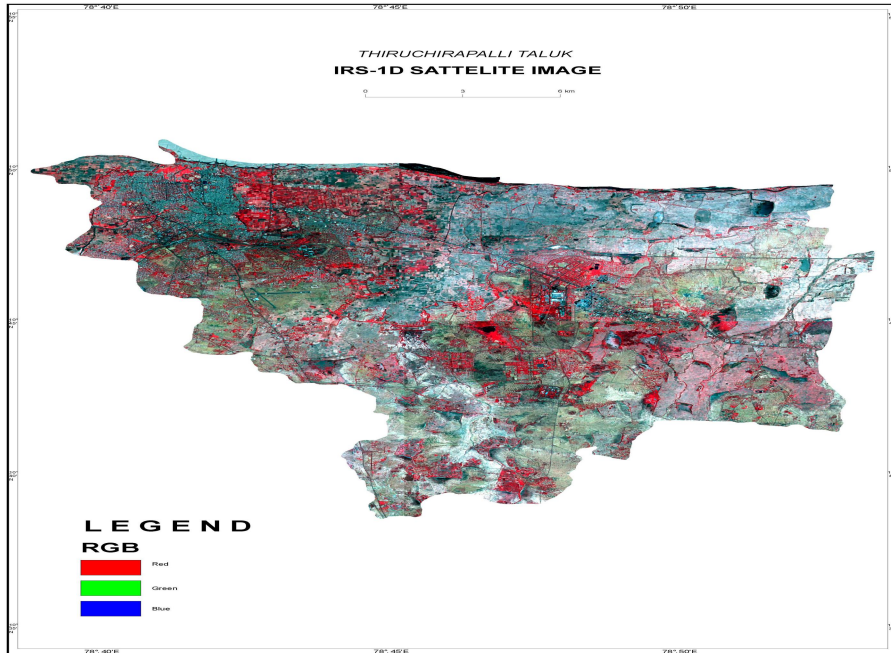 78° 40'E 78° 45'E 78° 50'E
THIRUCHIRAPALLI TALUK
IRS-1D SATTELITE IMAGE
0 3 6 km
LEGEND
RGB
Red
Green
Blue
78° 40'E 78° 45'E 78° 50'E